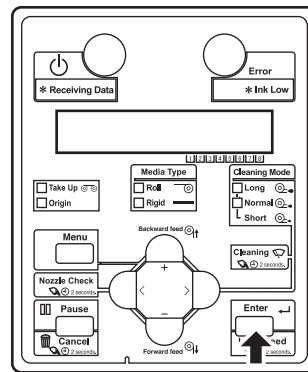 Error
* Receiving Data
* Ink Low
1 2 3 4 5 6 7 8
Media Type
Roll
Rigid
Cleaning Mode
Long
Normal
Short
Take Up
Origin
Menu
Backward feed
+
< >
−
Forward feed
Cleaning
2 seconds.
Nozzle Check
2 seconds.
Pause
Cancel
2 seconds.
Enter
2 seconds.